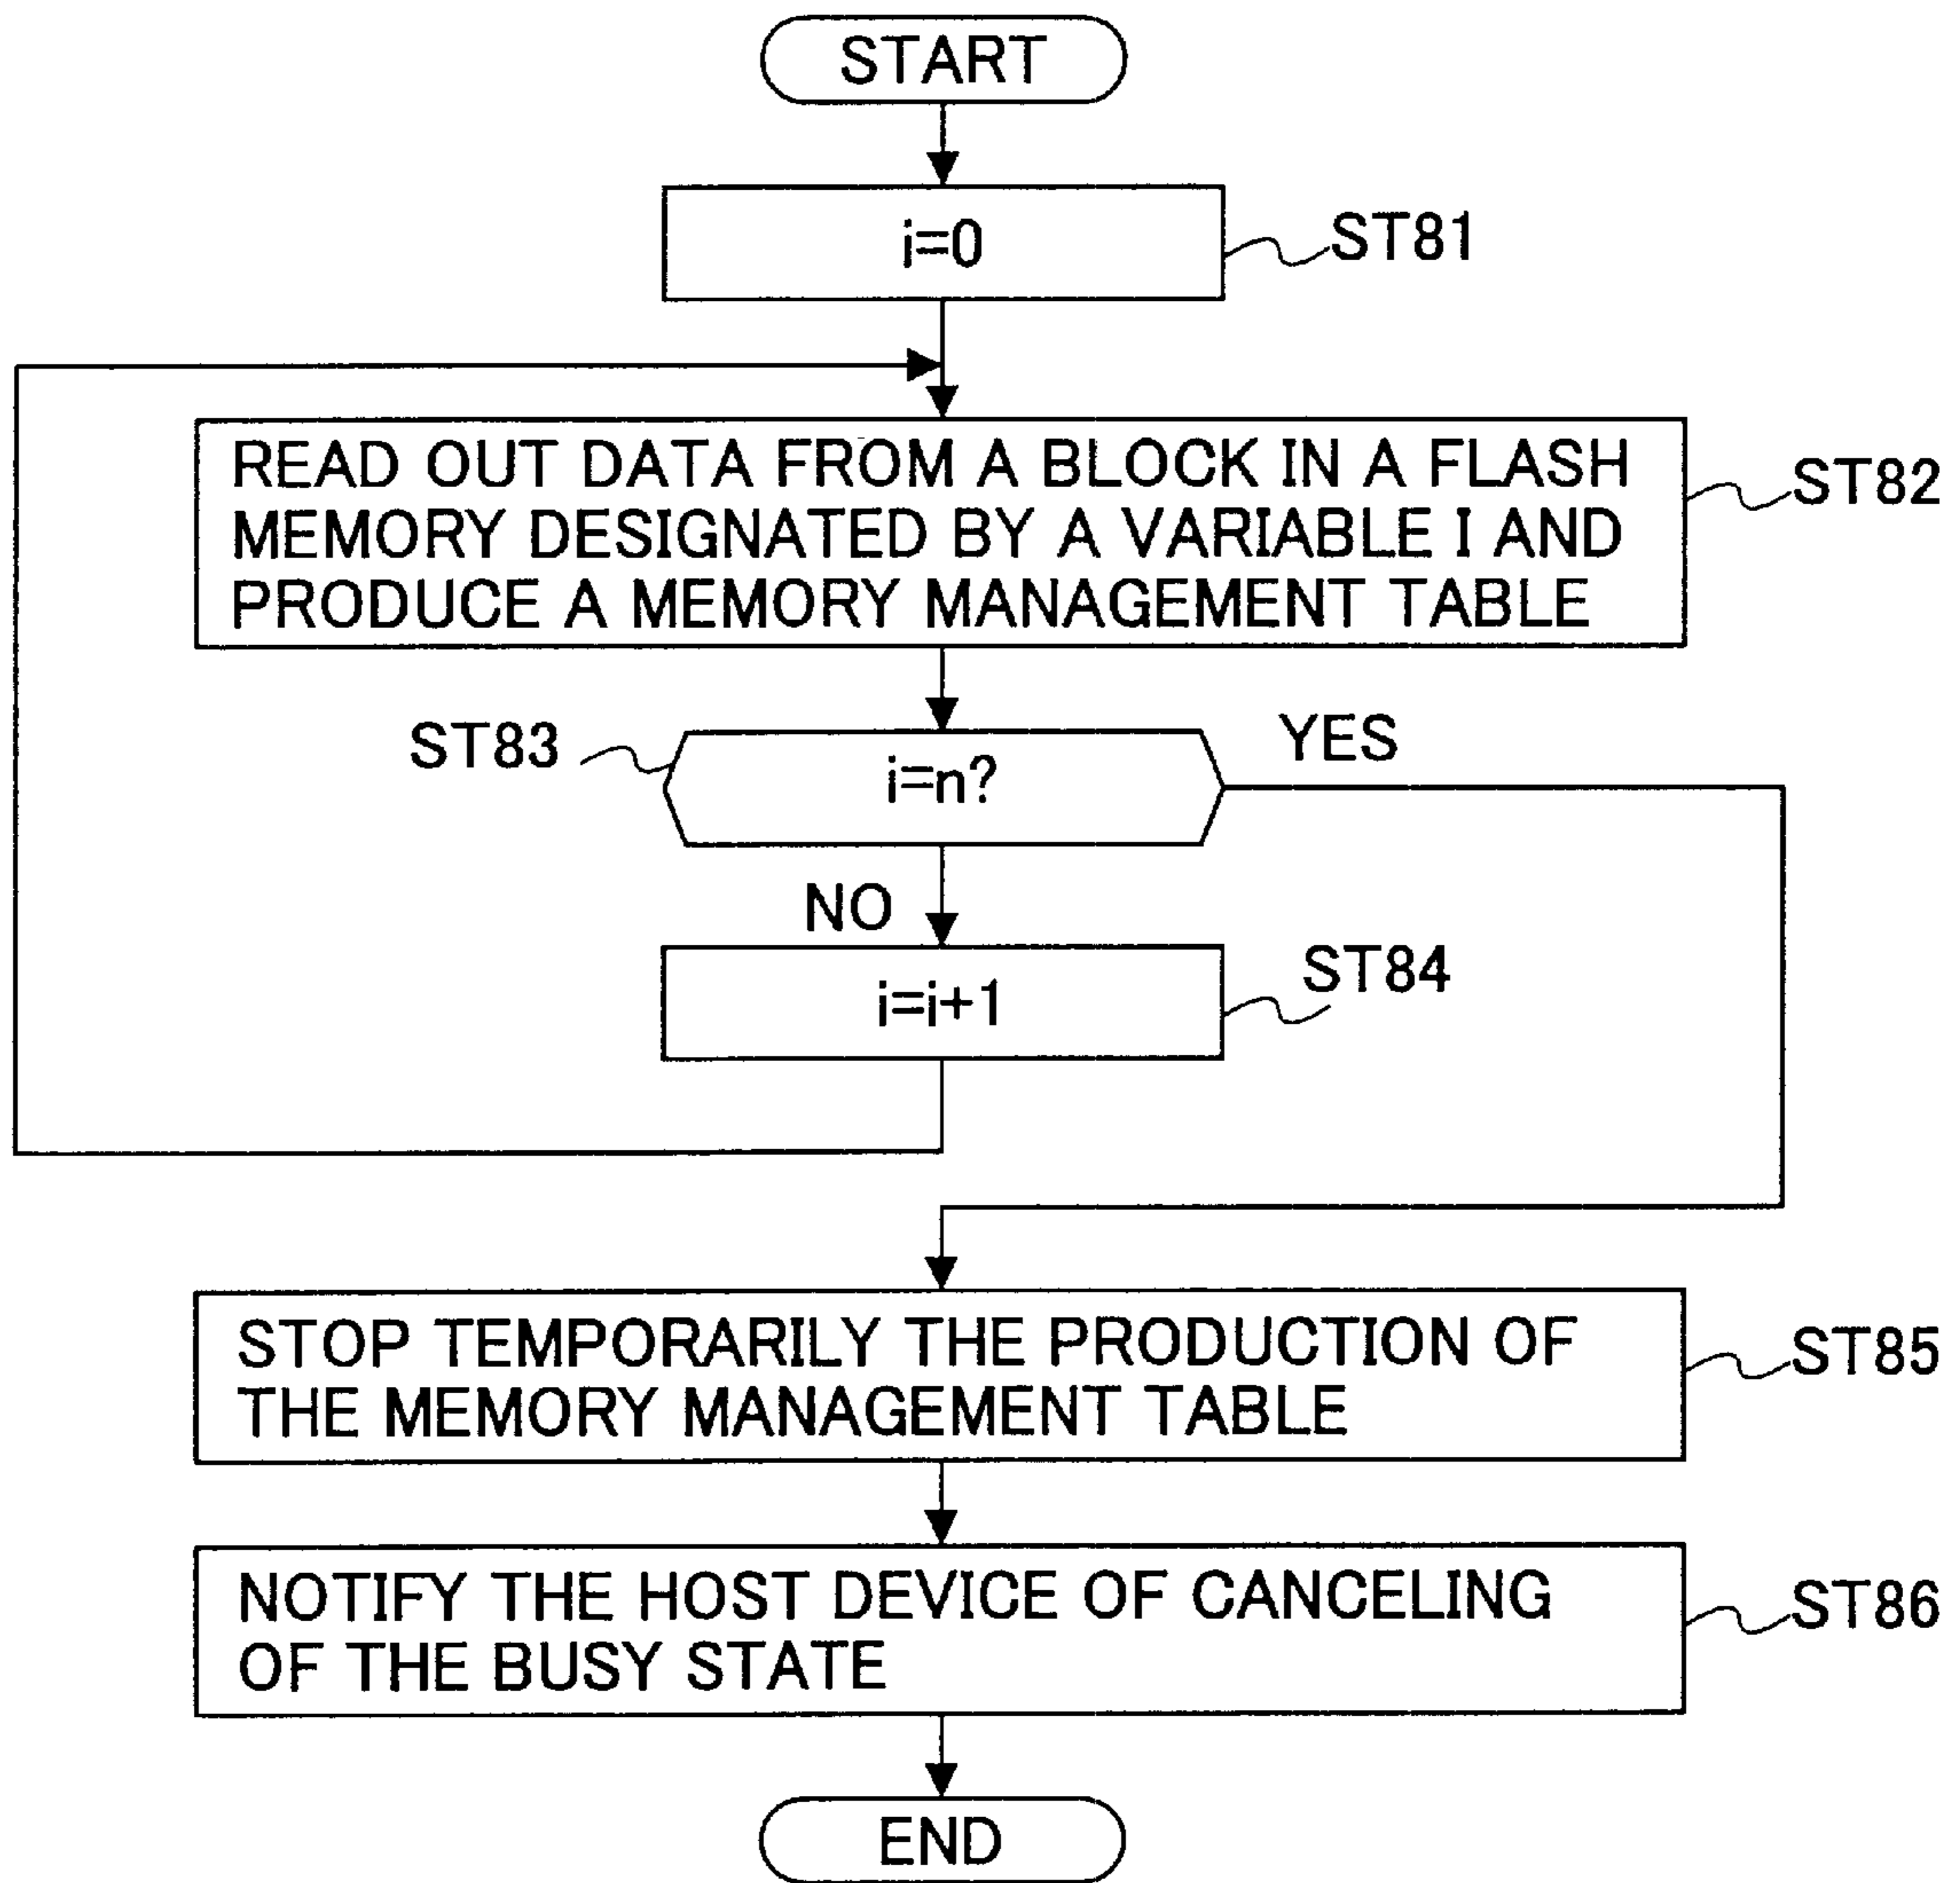 START
i=0
ST81
READ OUT DATA FROM A BLOCK IN A FLASH
MEMORY DESIGNATED BY A VARIABLE I AND
PRODUCE A MEMORY MANAGEMENT TABLE
ST82
ST83
i=n?
YES
NO
i=i+1
ST84
STOP TEMPORARILY THE PRODUCTION OF
THE MEMORY MANAGEMENT TABLE
ST85
NOTIFY THE HOST DEVICE OF CANCELING
OF THE BUSY STATE
ST86
END